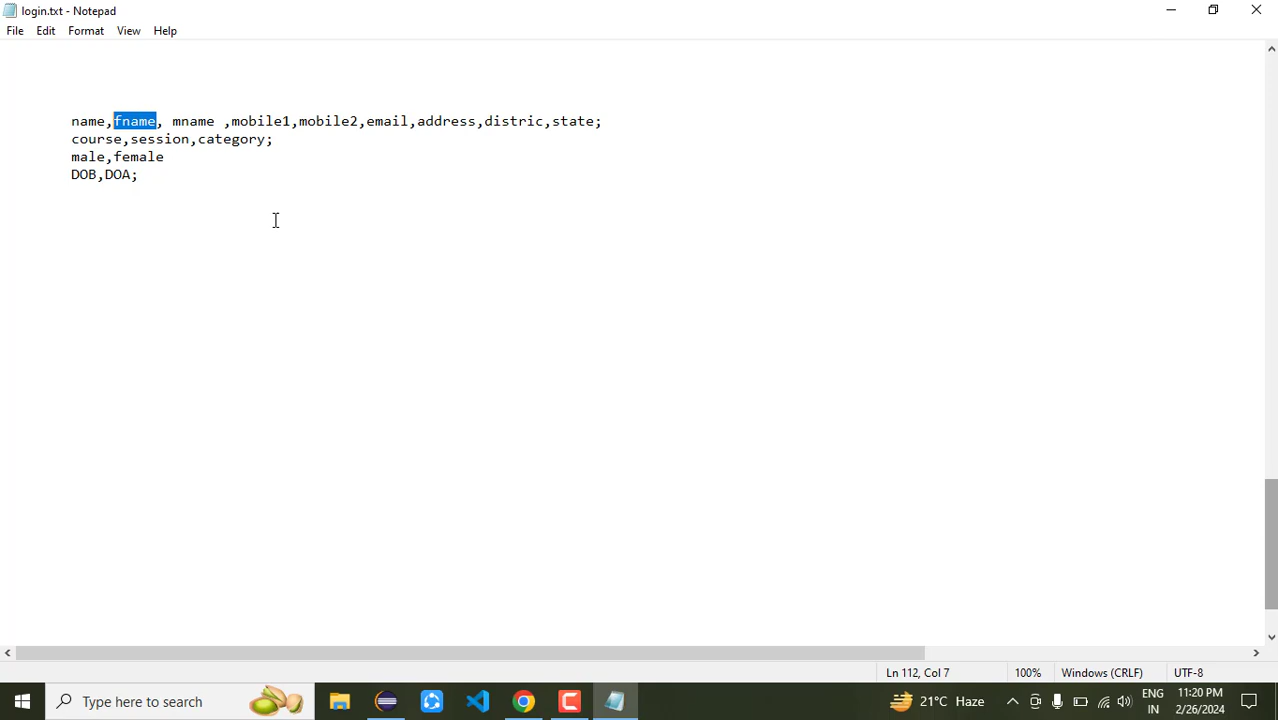 login.txt - Notepad
File Edit Format View Help
name,fname, mname ,mobile1,mobile2,email,address,distric,state;
course,session,category;
male,female
DOB,DOA;
Ln 112, Col 7 100% Windows (CRLF) UTF-8
Type here to search
21°C Haze
ENG
IN
11:20 PM
2/26/2024